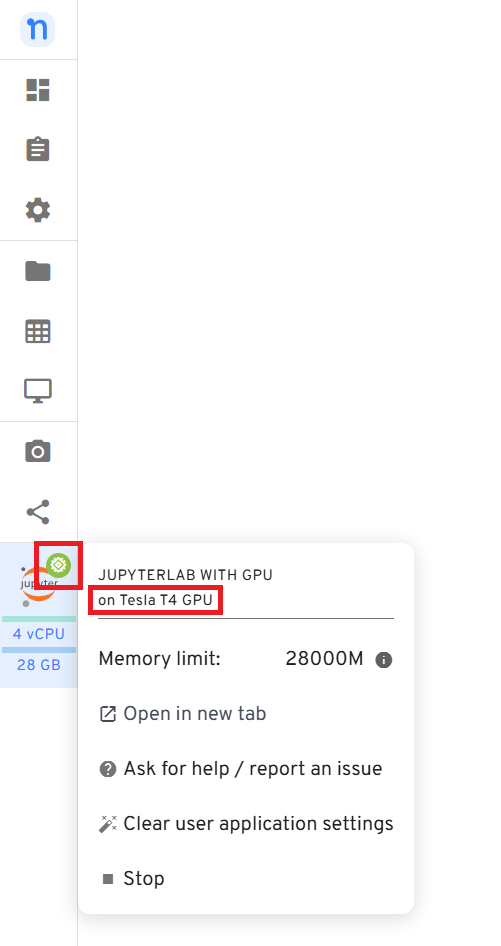 n
jupyter
4 vCPU
28 GB
JUPYTERLAB WITH GPU
on Tesla T4 GPU
Memory limit: 28000M
Open in new tab
Ask for help / report an issue
Clear user application settings
Stop